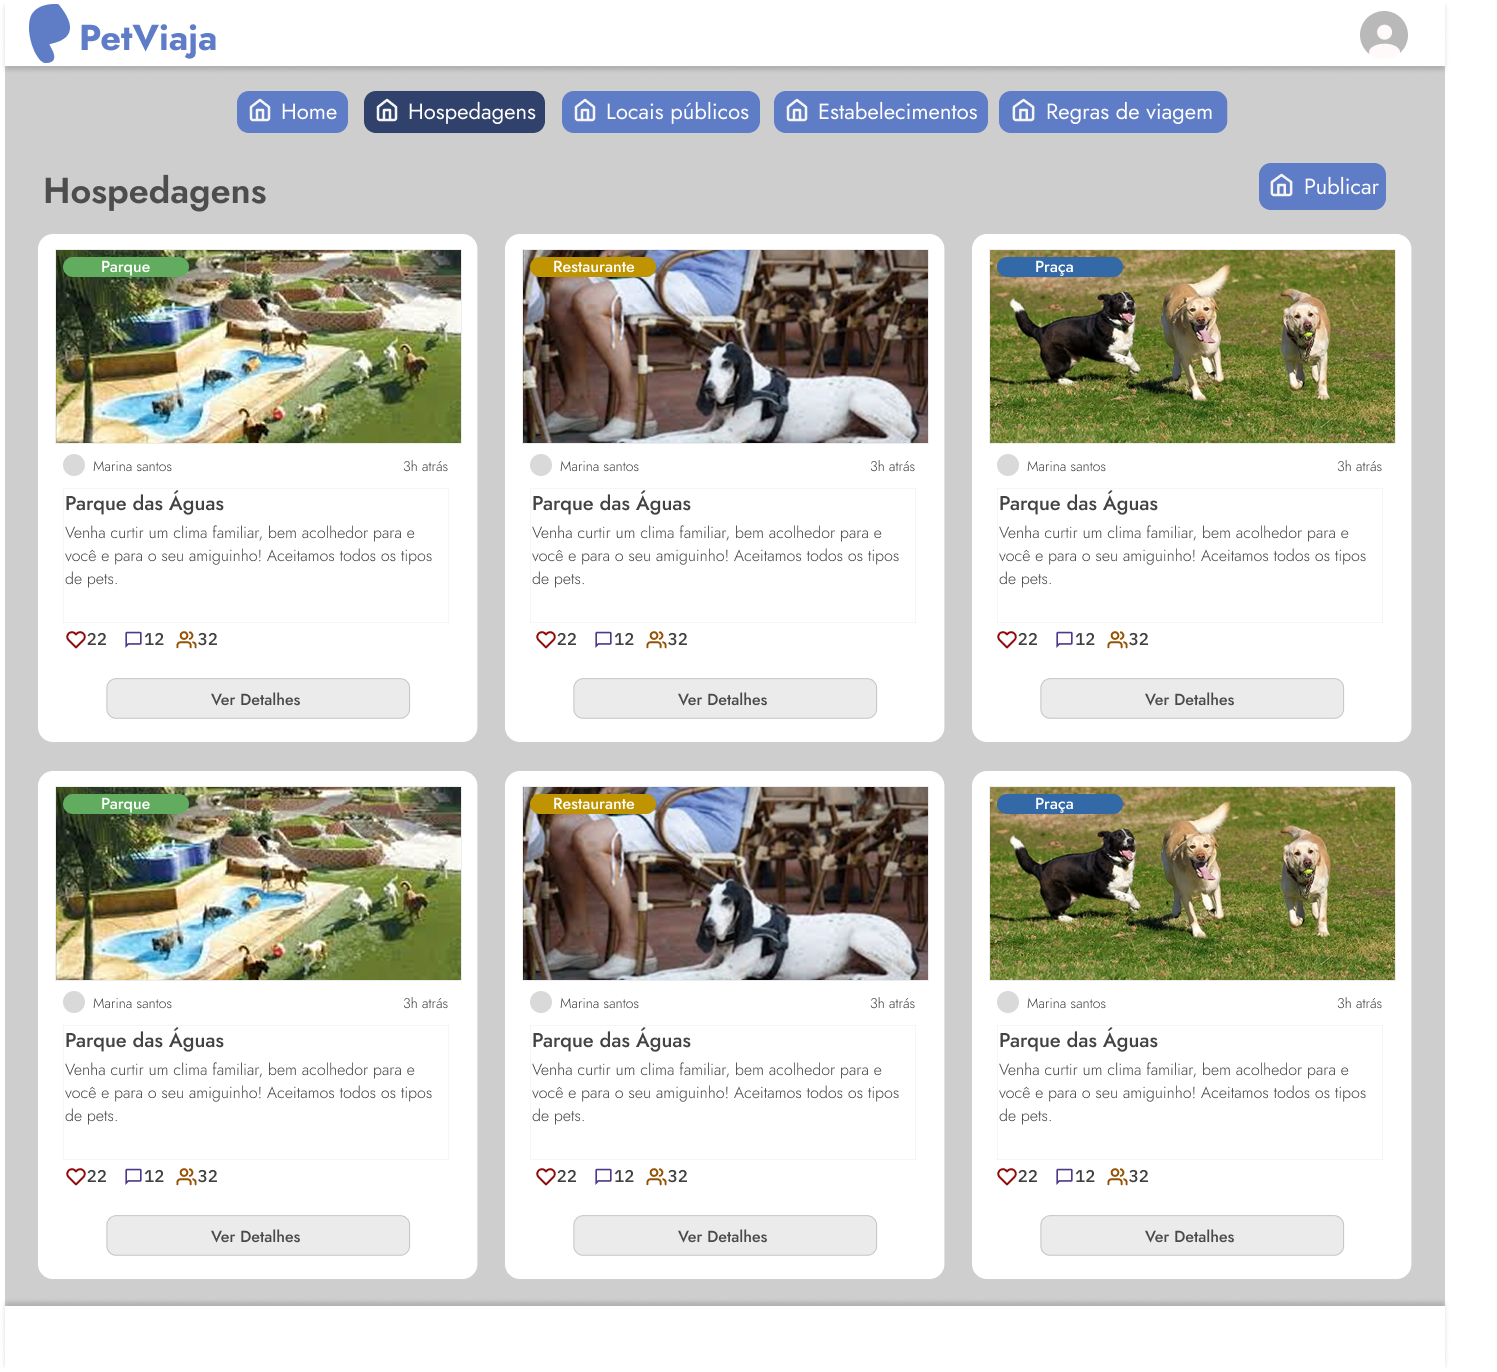 PetViaja
Home
Hospedagens
Locais públicos
Estabelecimentos
Regras de viagem
Hospedagens
Publicar
Parque
Marina santos
3h atrás
Parque das Águas
Venha curtir um clima familiar, bem acolhedor para e
você e para o seu amiguinho! Aceitamos todos os tipos
de pets.
22 12 32
Ver Detalhes
Restaurante
Marina santos
3h atrás
Parque das Águas
Venha curtir um clima familiar, bem acolhedor para e
você e para o seu amiguinho! Aceitamos todos os tipos
de pets.
22 12 32
Ver Detalhes
Praça
Marina santos
3h atrás
Parque das Águas
Venha curtir um clima familiar, bem acolhedor para e
você e para o seu amiguinho! Aceitamos todos os tipos
de pets.
22 12 32
Ver Detalhes
Parque
Marina santos
3h atrás
Parque das Águas
Venha curtir um clima familiar, bem acolhedor para e
você e para o seu amiguinho! Aceitamos todos os tipos
de pets.
22 12 32
Ver Detalhes
Restaurante
Marina santos
3h atrás
Parque das Águas
Venha curtir um clima familiar, bem acolhedor para e
você e para o seu amiguinho! Aceitamos todos os tipos
de pets.
22 12 32
Ver Detalhes
Praça
Marina santos
3h atrás
Parque das Águas
Venha curtir um clima familiar, bem acolhedor para e
você e para o seu amiguinho! Aceitamos todos os tipos
de pets.
22 12 32
Ver Detalhes